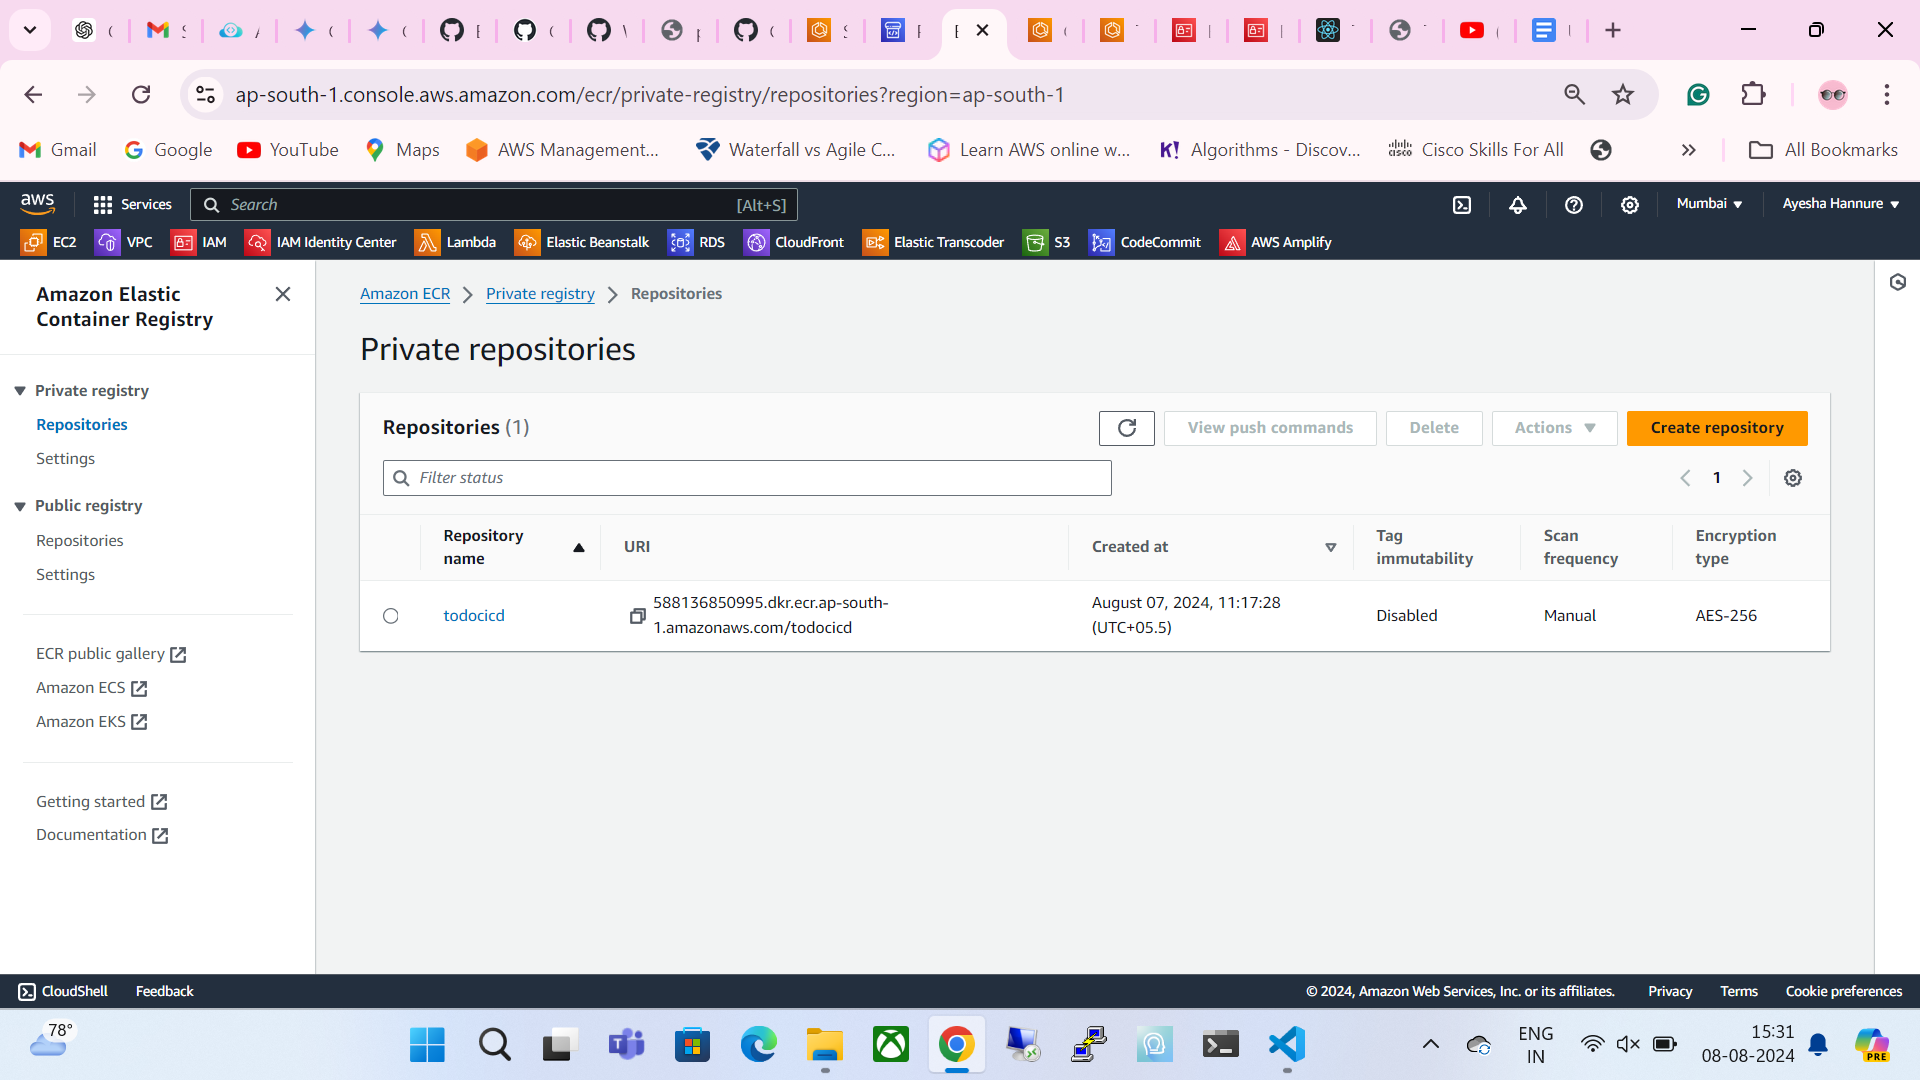 ap-south-1.console.aws.amazon.com/ecr/private-registry/repositories?region=ap-south-1
Gmail
Google
YouTube
Maps
AWS Management...
Waterfall vs Agile C...
Learn AWS online w...
Algorithms - Discov...
Cisco Skills For All
All Bookmarks
aws
Services
Search
[Alt+S]
Mumbai
Ayesha Hannure
EC2
VPC
IAM
IAM Identity Center
Lambda
Elastic Beanstalk
RDS
CloudFront
Elastic Transcoder
S3
CodeCommit
AWS Amplify
Amazon Elastic
Container Registry
Private registry
Repositories
Settings
Public registry
Repositories
Settings
ECR public gallery
Amazon ECS
Amazon EKS
Getting started
Documentation
Amazon ECR
Private registry
Repositories
Private repositories
Repositories (1)
View push commands
Delete
Actions
Create repository
Filter status
1
Repository
name
URI
Created at
Tag
immutability
Scan
frequency
Encryption
type
todocicd
588136850995.dkr.ecr.ap-south-
1.amazonaws.com/todocicd
August 07, 2024, 11:17:28
(UTC+05.5)
Disabled
Manual
AES-256
CloudShell
Feedback
© 2024, Amazon Web Services, Inc. or its affiliates.
Privacy
Terms
Cookie preferences
78°
ENG
IN
15:31
08-08-2024
PRE